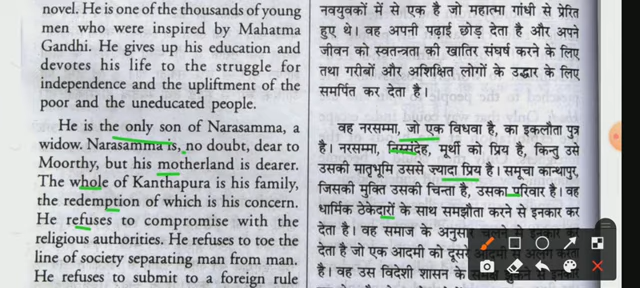 novel. He is one of the thousands of young
men who were inspired by Mahatma
Gandhi. He gives up his education and
devotes his life to the struggle for
independence and the upliftment of the
poor and the uneducated people.
He is the only son of Narasamma, a
widow. Narasamma is, no doubt, dear to
Moorthy, but his motherland is dearer.
The whole of Kanthapura is his family,
the redemption of which is his concern.
He refuses to compromise with the
religious authorities. He refuses to toe the
line of society separating man from man.
He refuses to submit to a foreign rule
नवयुवकों में से एक है जो महात्मा गांधी से प्रेरित
हुए थे। वह अपनी पढ़ाई छोड़ देता है और अपने
जीवन को स्वतन्त्रता की खातिर संघर्ष करने के लिए
तथा गरीबों और अशिक्षित लोगों के उद्धार के लिए
समर्पित कर देता है।
वह नरसम्मा, जो एक विधवा है, का इकलौता पुत्र
है। नरसम्मा, निस्संदेह, मूर्थी को प्रिय है, किन्तु उसे
उसकी मातृभूमि उससे ज्यादा प्रिय है। समूचा कान्थापुर,
जिसकी मुक्ति उसकी चिन्ता है, उसका परिवार है। वह
धार्मिक ठेकेदारों के साथ समझौता करने से इनकार कर
देता है। वह समाज के अनुसार
देता है जो एक आदमी को दूसरे
है। वह उस विदेशी शासन के